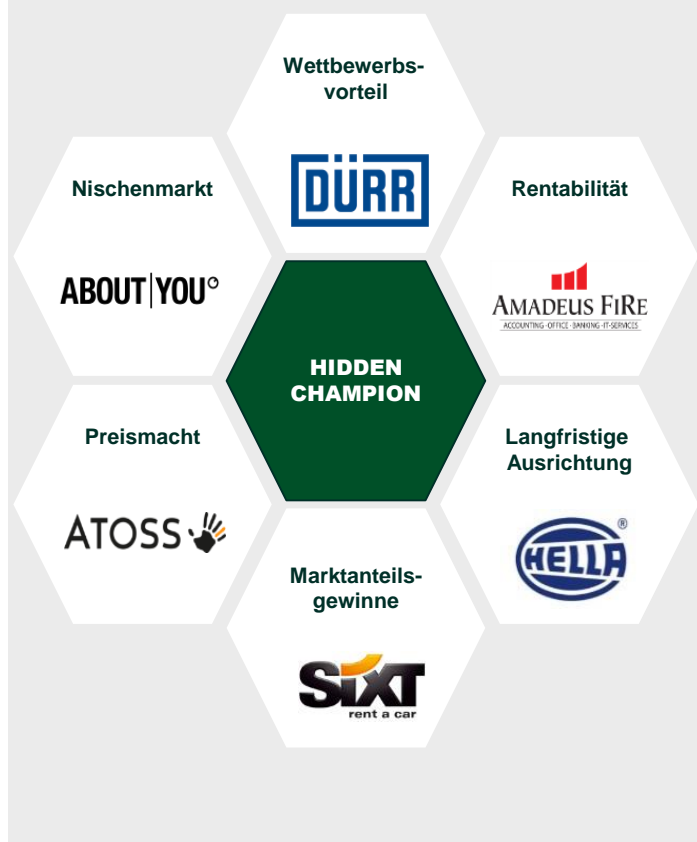 Wettbewerbs-
vorteil
DÜRR
Nischenmarkt
ABOUT|YOU°
Rentabilität
AMADEUS FIRE
ACCOUNTING · OFFICE · BANKING · IT-SERVICES
HIDDEN
CHAMPION
Preismacht
ATOSS
Langfristige
Ausrichtung
HELLA®
Marktanteils-
gewinne
SIXT
rent a car